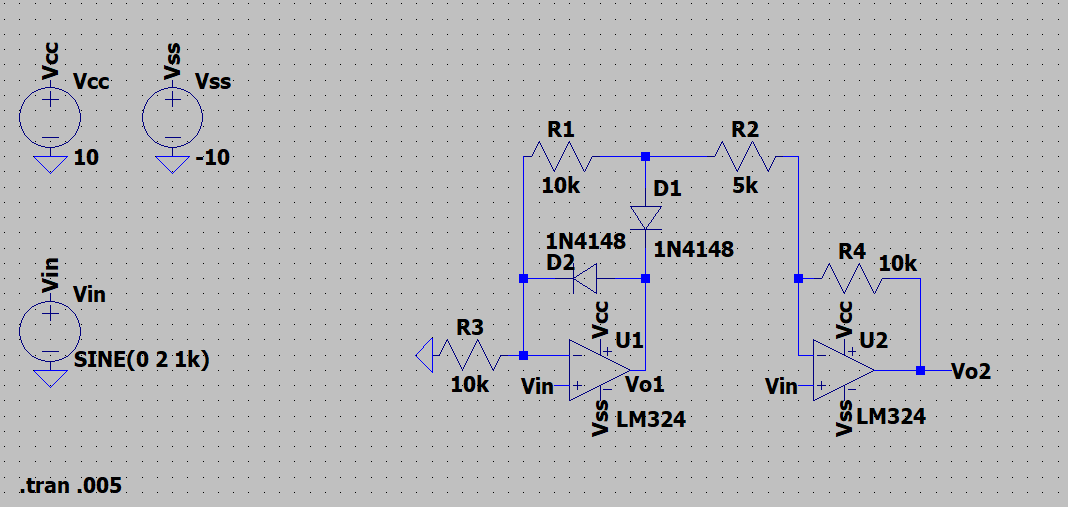 Vcc
Vcc
10
Vss
Vss
-10
Vin
Vin
SINE(0 2 1k)
.tran .005
R1
10k
R2
5k
D1
1N4148
1N4148
D2
R3
10k
Vin
Vcc
U1
Vo1
Vss
LM324
R4
10k
Vin
Vcc
U2
Vo2
Vss
LM324